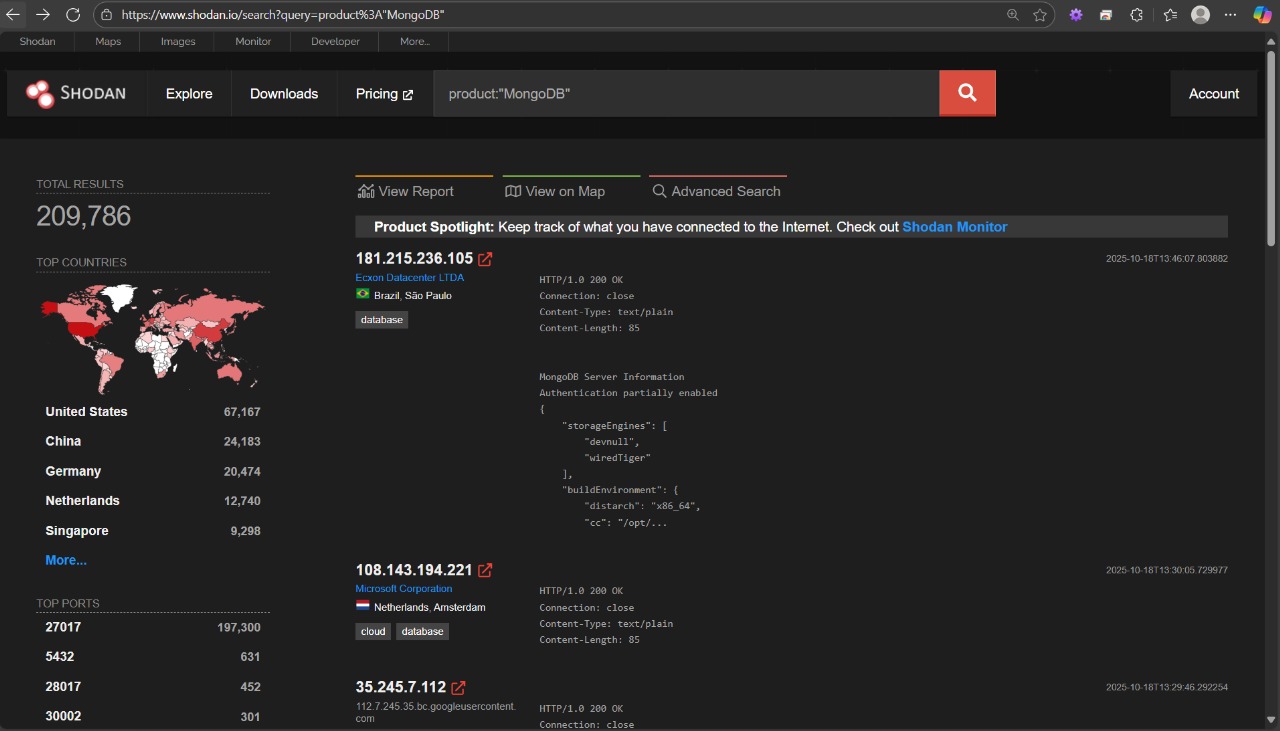 https://www.shodan.io/search?query=product%3A"MongoDB"
Shodan Maps Images Monitor Developer More...
SHODAN Explore Downloads Pricing product:"MongoDB" Account
TOTAL RESULTS
209,786
TOP COUNTRIES
United States 67,167
China 24,183
Germany 20,474
Netherlands 12,740
Singapore 9,298
More...
TOP PORTS
27017 197,300
5432 631
28017 452
30002 301
View Report View on Map Advanced Search
Product Spotlight: Keep track of what you have connected to the Internet. Check out Shodan Monitor
181.215.236.105 2025-10-18T13:46:07.803882
Ecxon Datacenter LTDA
Brazil, São Paulo
database
HTTP/1.0 200 OK
Connection: close
Content-Type: text/plain
Content-Length: 85
MongoDB Server Information
Authentication partially enabled
{
"storageEngines": [
"devnull",
"wiredTiger"
],
"buildEnvironment": {
"distarch": "x86_64",
"cc": "/opt/...
108.143.194.221 2025-10-18T13:30:05.729977
Microsoft Corporation
Netherlands, Amsterdam
cloud database
HTTP/1.0 200 OK
Connection: close
Content-Type: text/plain
Content-Length: 85
35.245.7.112 2025-10-18T13:29:46.292254
112.7.245.35.bc.googleusercontent.
com
HTTP/1.0 200 OK
Connection: close